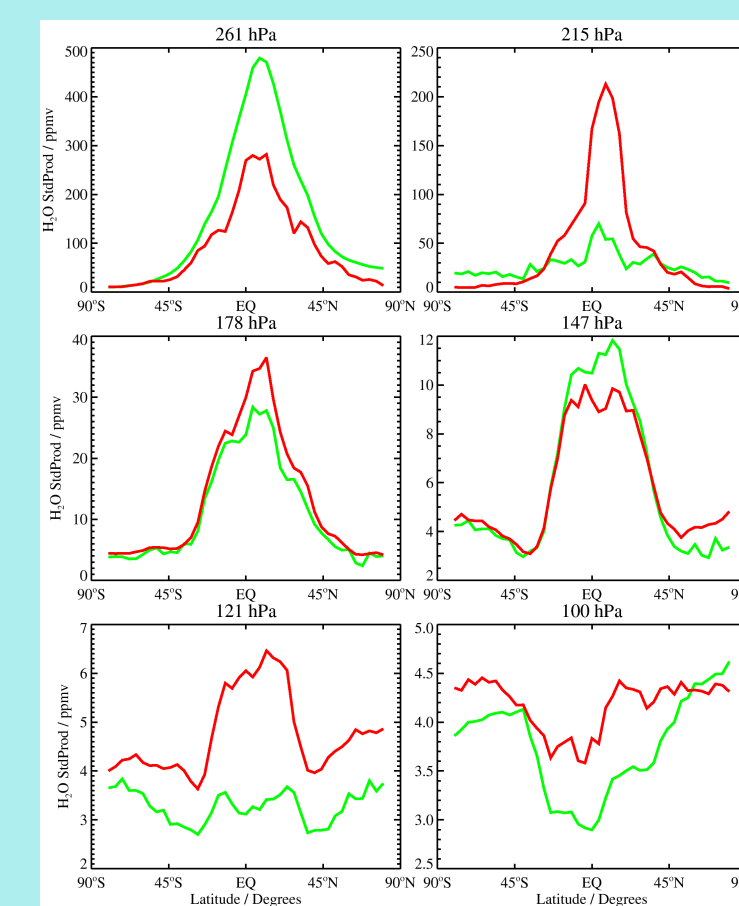 261 hPa
215 hPa
H₂O StdProd / ppmv
500
400
300
200
100
0
90°S
45°S
EQ
45°N
90°N
250
200
150
100
50
0
90°S
45°S
EQ
45°N
9
178 hPa
147 hPa
H₂O StdProd / ppmv
40
30
20
10
0
90°S
45°S
EQ
45°N
90°N
12
10
8
6
4
2
90°S
45°S
EQ
45°N
9
121 hPa
100 hPa
H₂O StdProd / ppmv
7
6
5
4
3
2
90°S
45°S
EQ
45°N
90°N
Latitude / Degrees
5.0
4.5
4.0
3.5
3.0
2.5
90°S
45°S
EQ
45°N
9
Latitude / Degrees